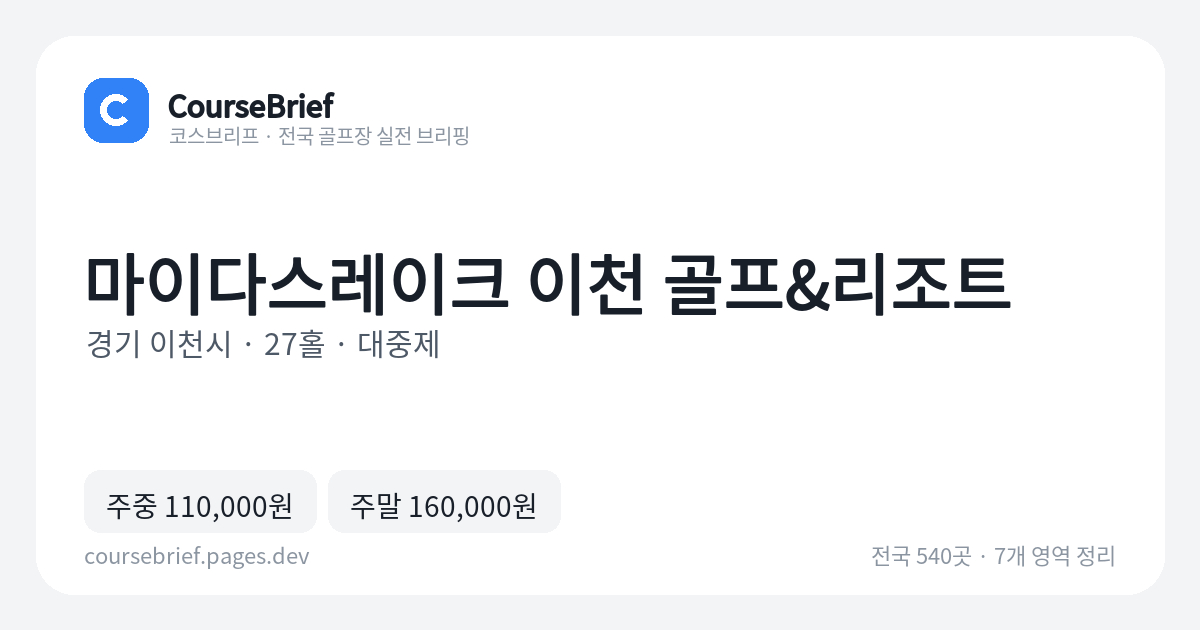 C
CourseBrief
코스브리프 · 전국 골프장 실전 브리핑
마이다스레이크 이천 골프&리조트
경기 이천시 · 27홀 · 대중제
주중 110,000원 주말 160,000원
coursebrief.pages.dev 전국 540곳 · 7개 영역 정리